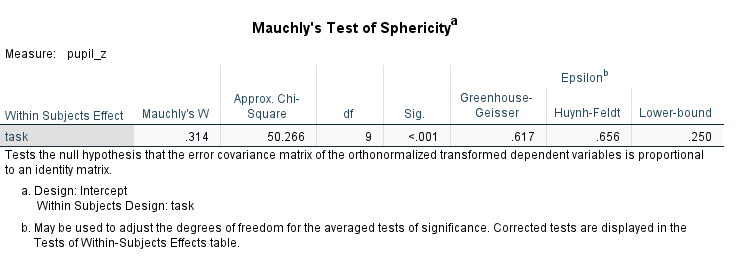 Mauchly's Test of Sphericitya
Measure: pupil_z
Epsilonb
Within Subjects Effect Mauchly's W Approx. Chi-Square df Sig. Greenhouse-Geisser Huynh-Feldt Lower-bound
task .314 50.266 9 <.001 .617 .656 .250
Tests the null hypothesis that the error covariance matrix of the orthonormalized transformed dependent variables is proportional
to an identity matrix.
a. Design: Intercept
Within Subjects Design: task
b. May be used to adjust the degrees of freedom for the averaged tests of significance. Corrected tests are displayed in the
Tests of Within-Subjects Effects table.